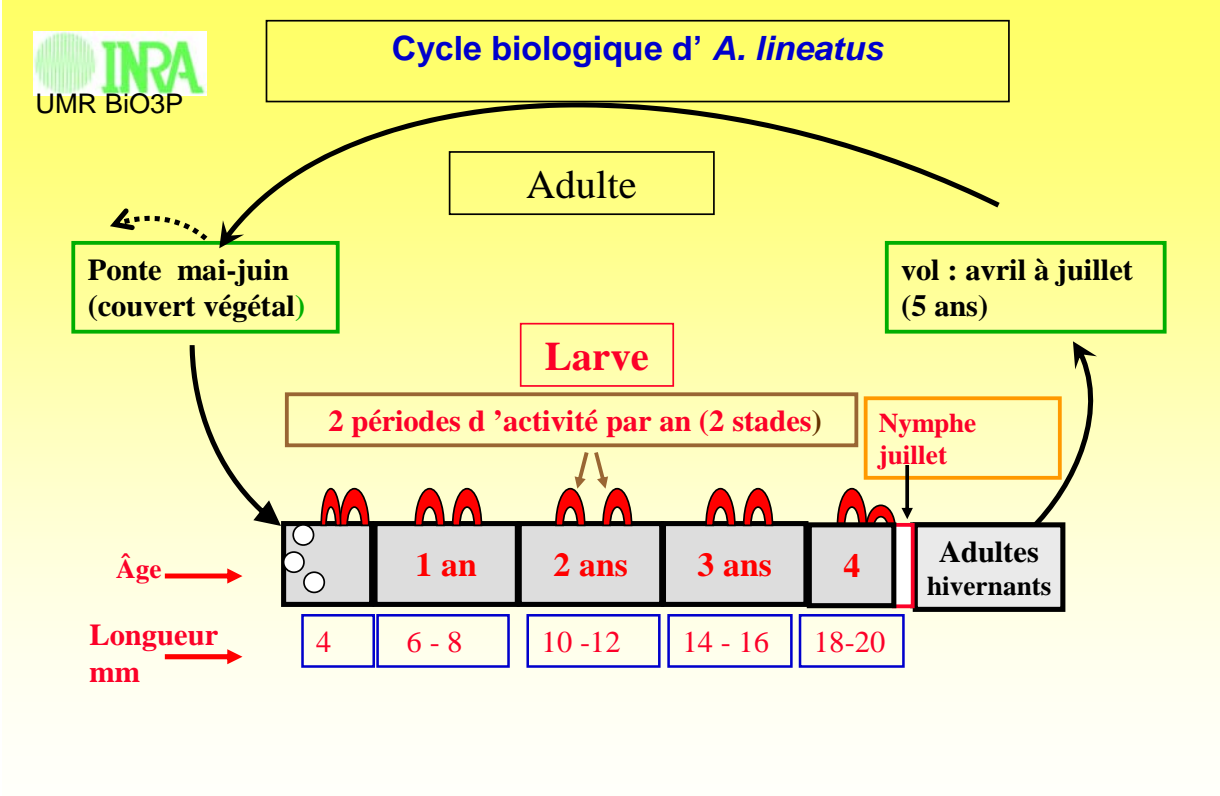 Cycle biologique d’ A. lineatus
INRA
UMR BiO3P
Adulte
Ponte mai-juin
(couvert végétal)
vol : avril à juillet
(5 ans)
Larve
2 périodes d ’activité par an (2 stades)
Nymphe
juillet
Âge
1 an
2 ans
3 ans
4
Adultes
hivernants
Longueur
mm
4
6 - 8
10 -12
14 - 16
18-20